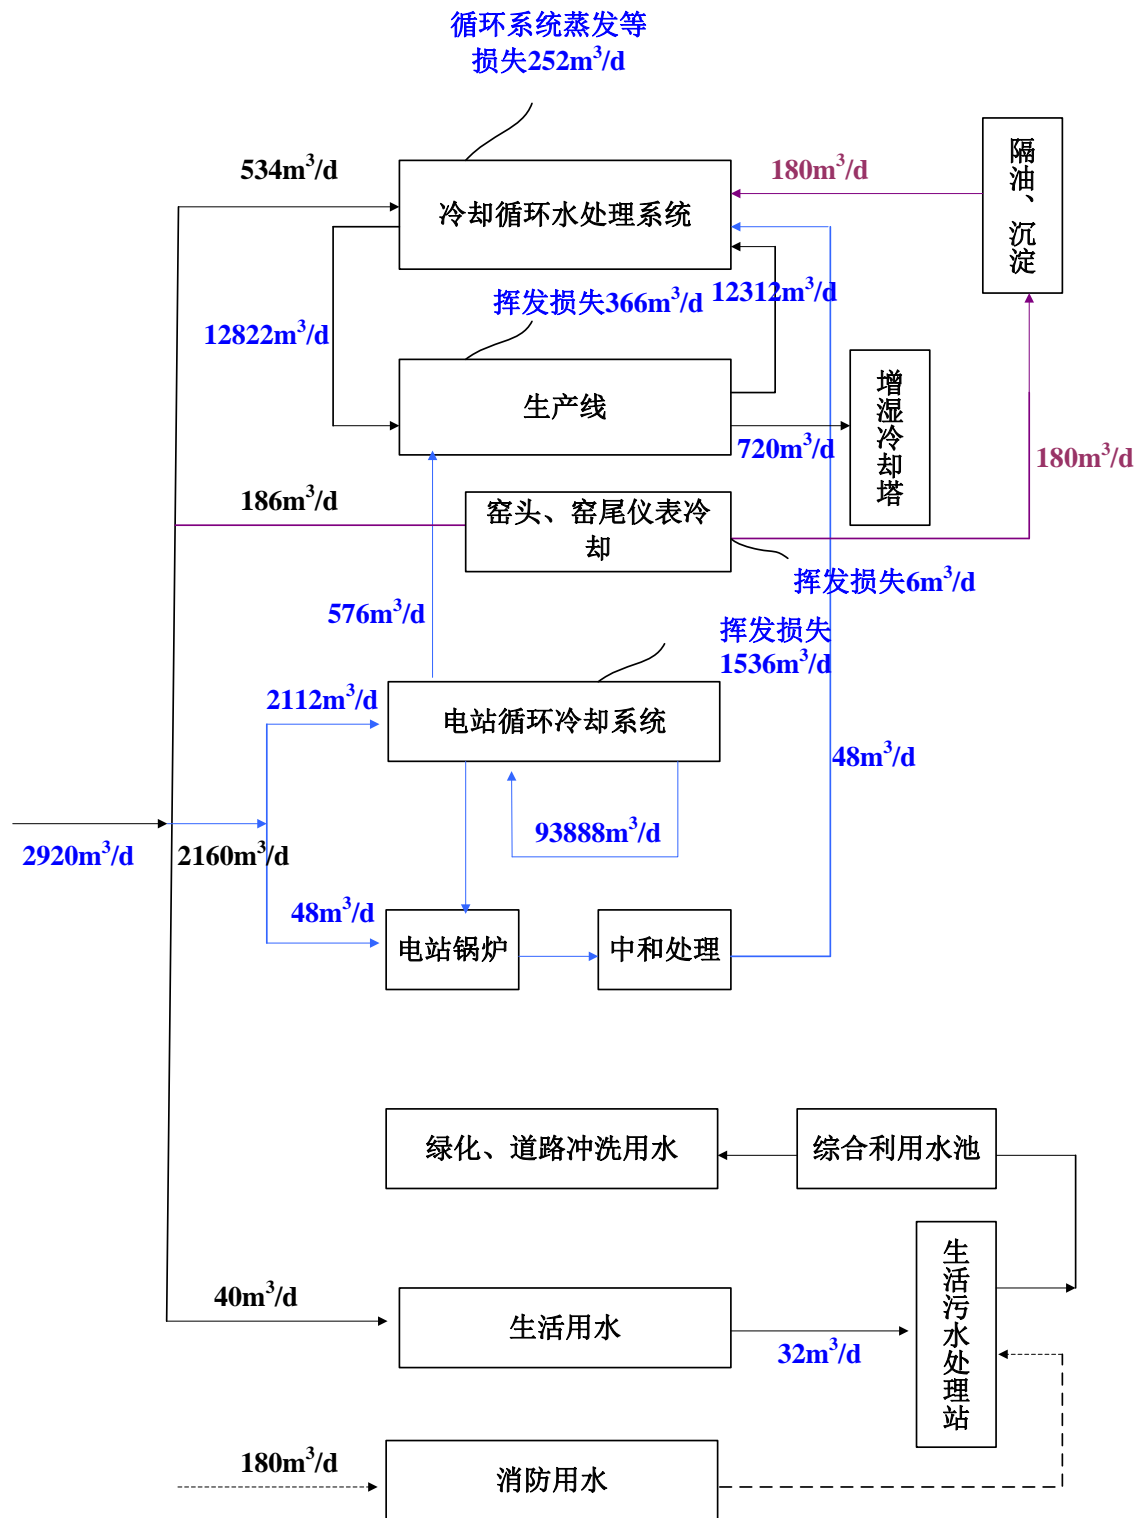 循环系统蒸发等
损失252m³/d
534m³/d
冷却循环水处理系统
180m³/d
隔油、沉淀
12822m³/d
挥发损失366m³/d
12312m³/d
生产线
720m³/d
增湿冷却塔
180m³/d
186m³/d
窑头、窑尾仪表冷
却
挥发损失6m³/d
576m³/d
挥发损失
1536m³/d
2112m³/d
电站循环冷却系统
48m³/d
93888m³/d
2920m³/d
2160m³/d
48m³/d
电站锅炉
中和处理
绿化、道路冲洗用水
综合利用水池
生活污水处理站
40m³/d
生活用水
32m³/d
180m³/d
消防用水